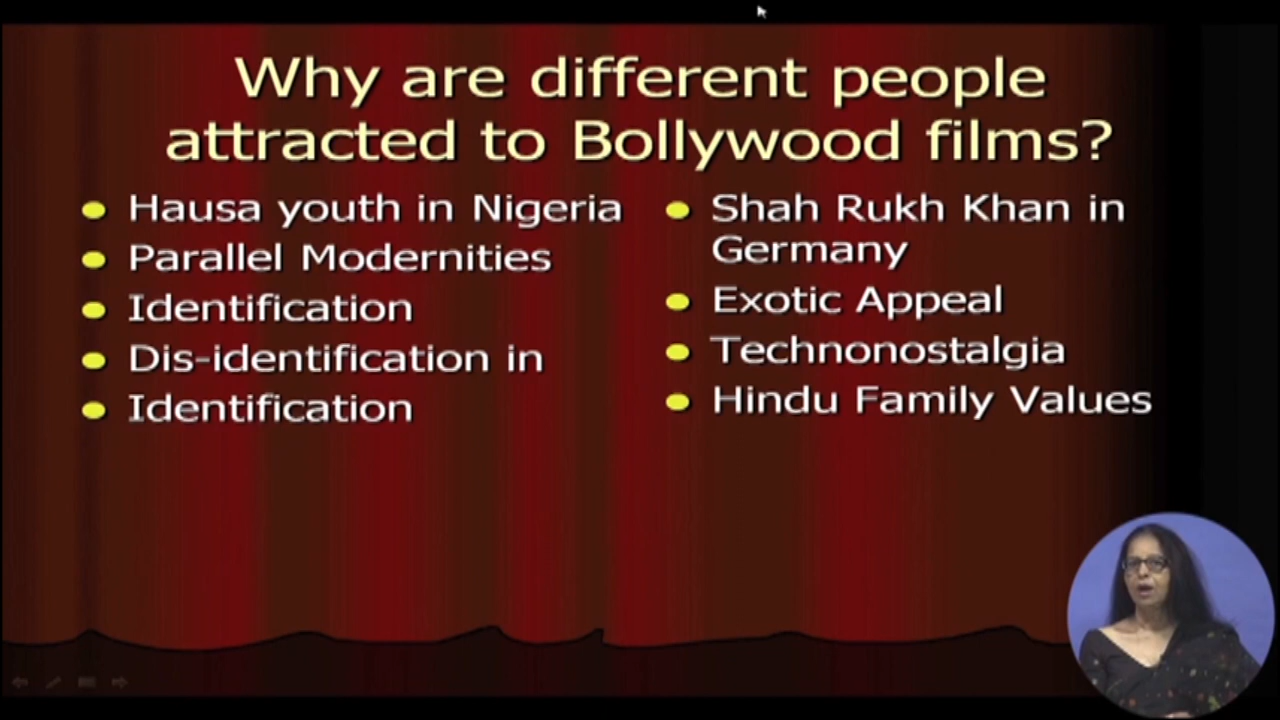 Why are different people
attracted to Bollywood films?
Hausa youth in Nigeria
Parallel Modernities
Identification
Dis-identification in
Identification
Shah Rukh Khan in
Germany
Exotic Appeal
Technonostalgia
Hindu Family Values